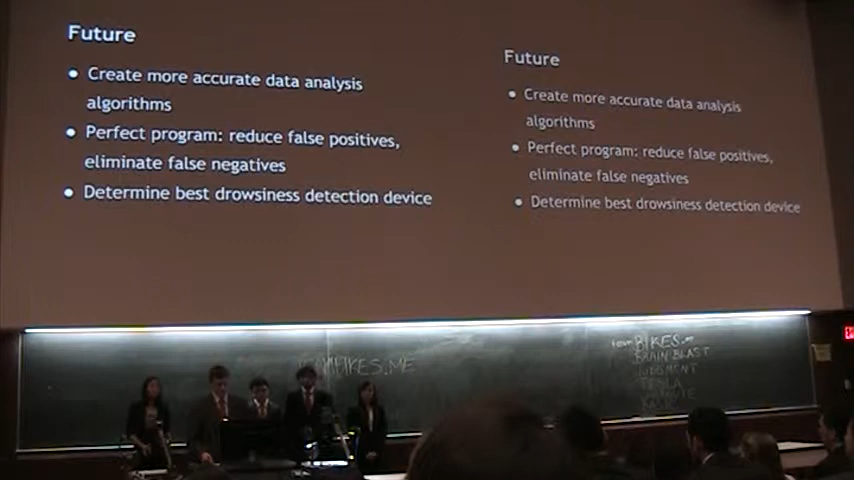 Future
● Create more accurate data analysis
algorithms
● Perfect program: reduce false positives,
eliminate false negatives
● Determine best drowsiness detection device
Future
● Create more accurate data analysis
algorithms
● Perfect program: reduce false positives,
eliminate false negatives
● Determine best drowsiness detection device
BIKES.ME
BRAIN BLAST
JUDGMENT
TESLA